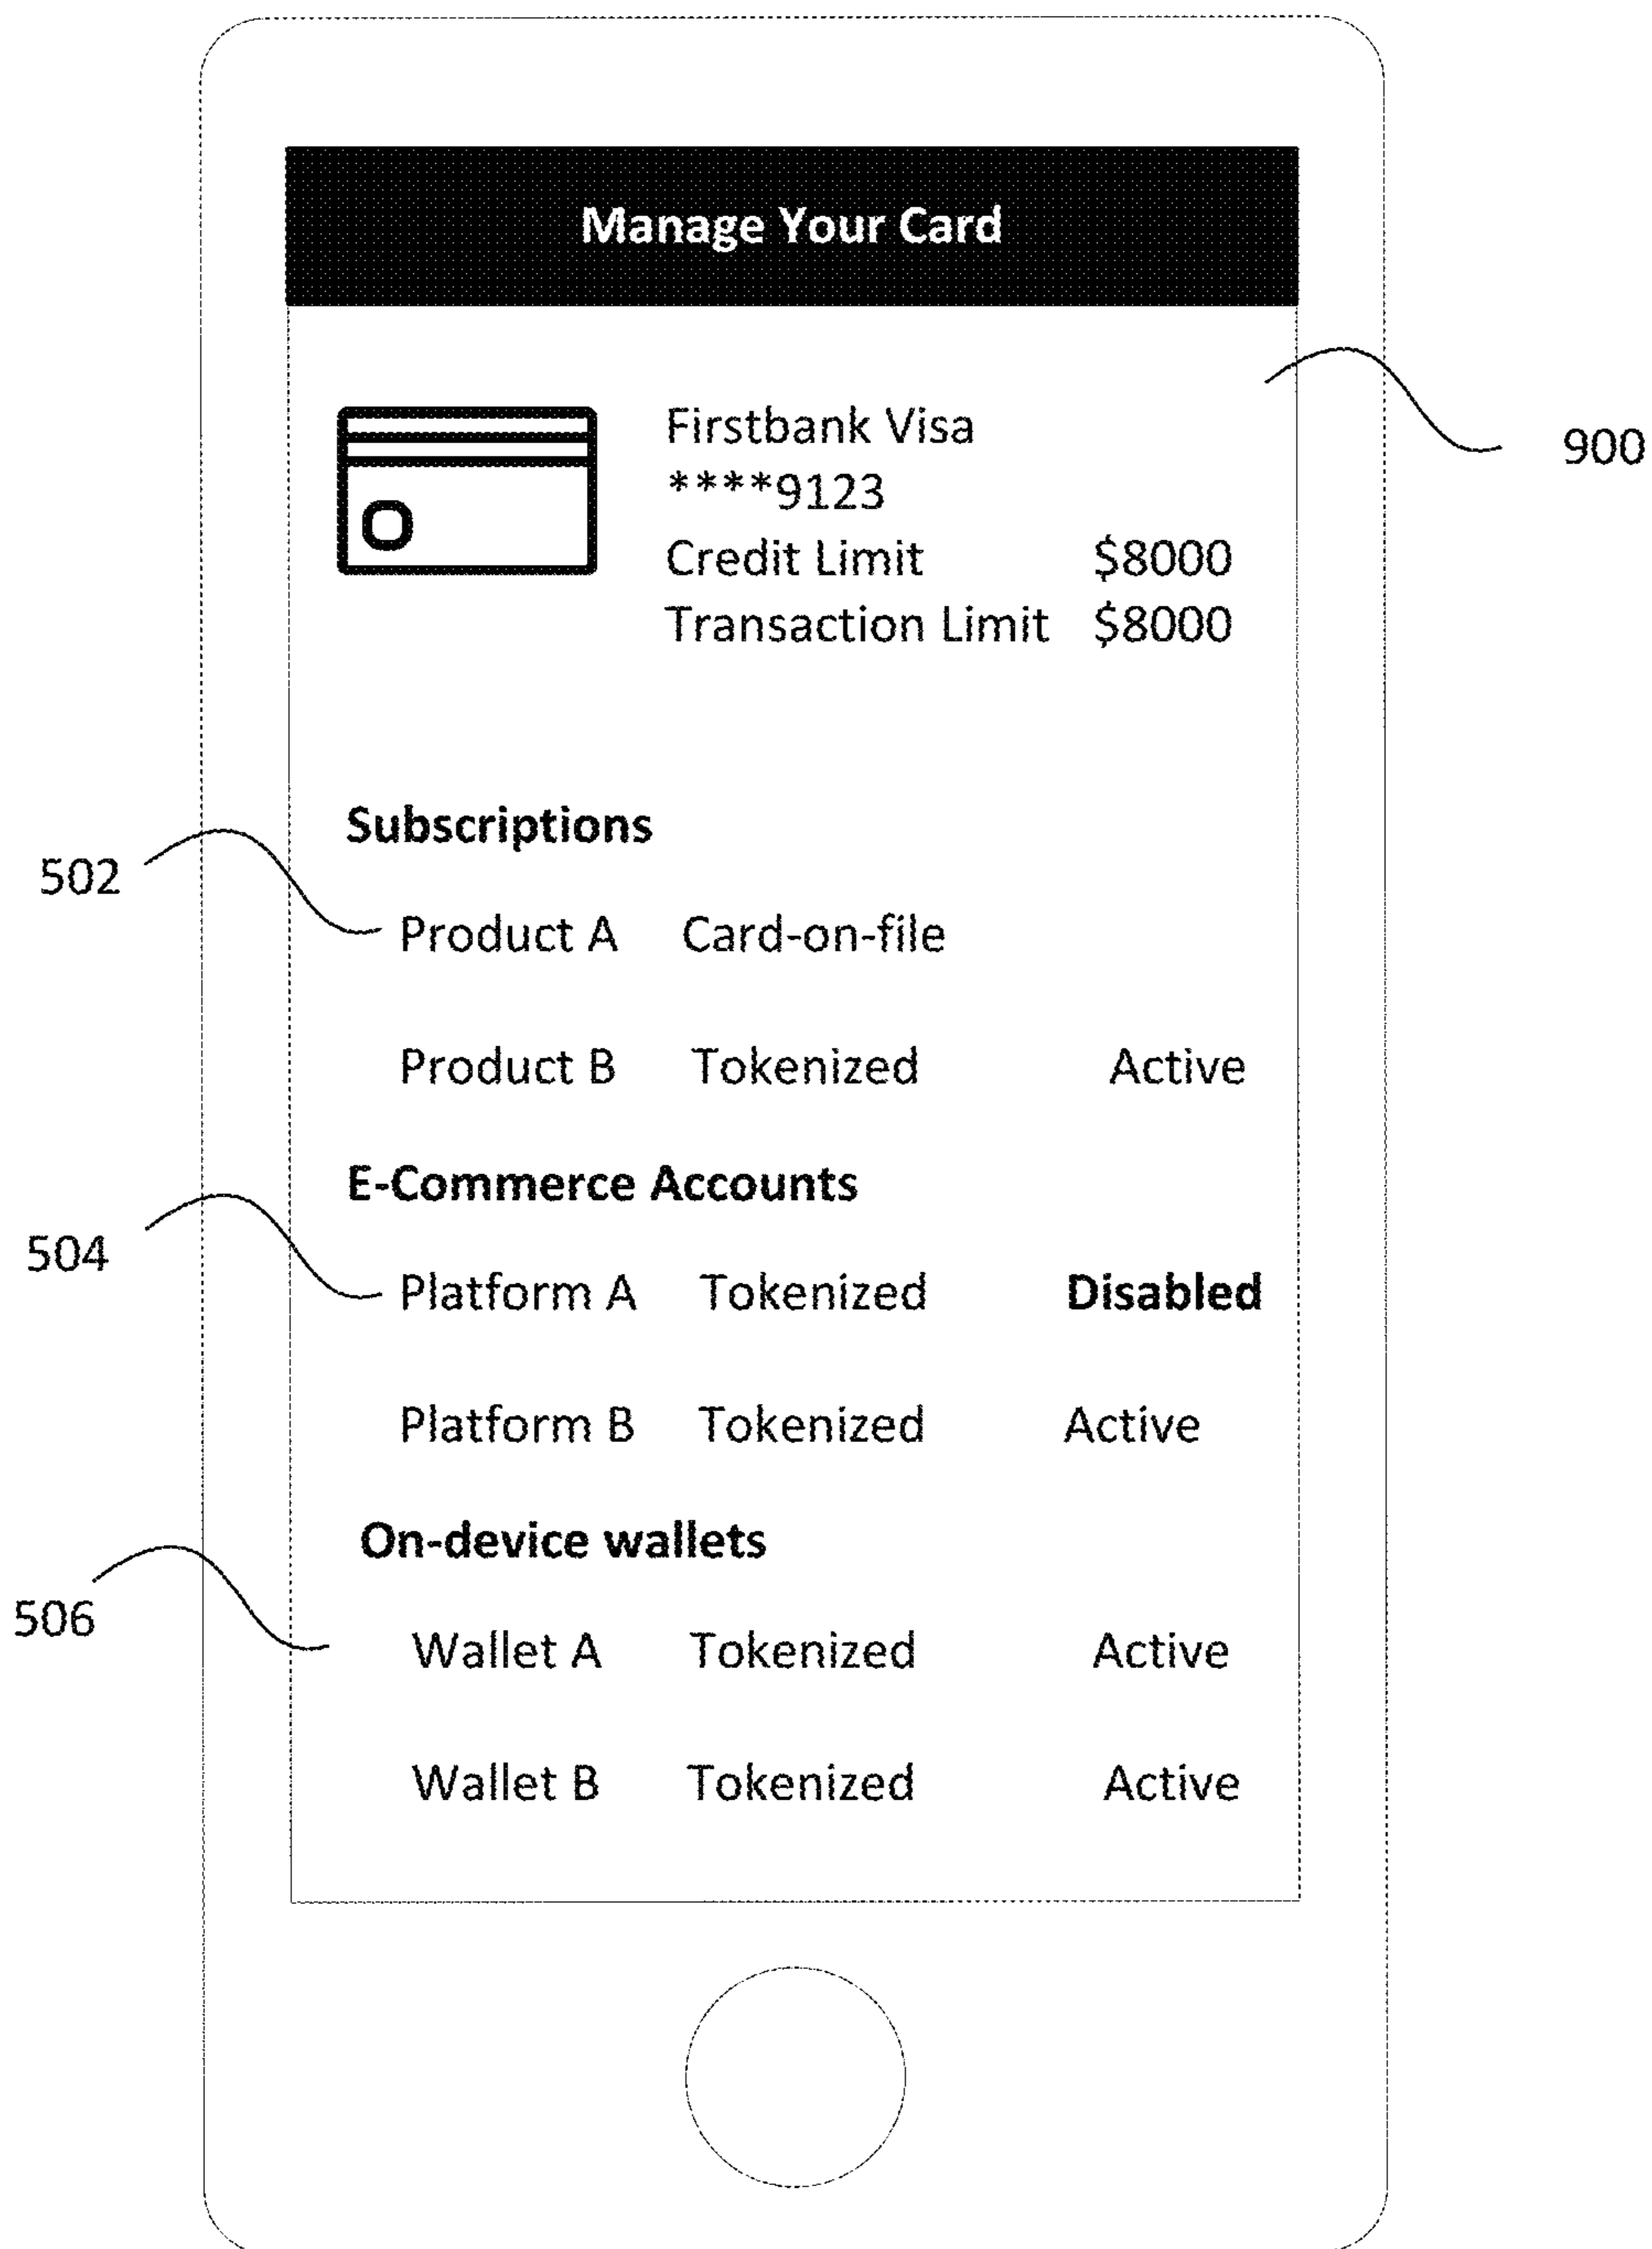 Manage Your Card
Firstbank Visa
900
****9123
Credit Limit $8000
Transaction Limit $8000
Subscriptions
502
Product A Card-on-file
Product B Tokenized Active
E-Commerce Accounts
504
Platform A Tokenized Disabled
Platform B Tokenized Active
On-device wallets
506
Wallet A Tokenized Active
Wallet B Tokenized Active